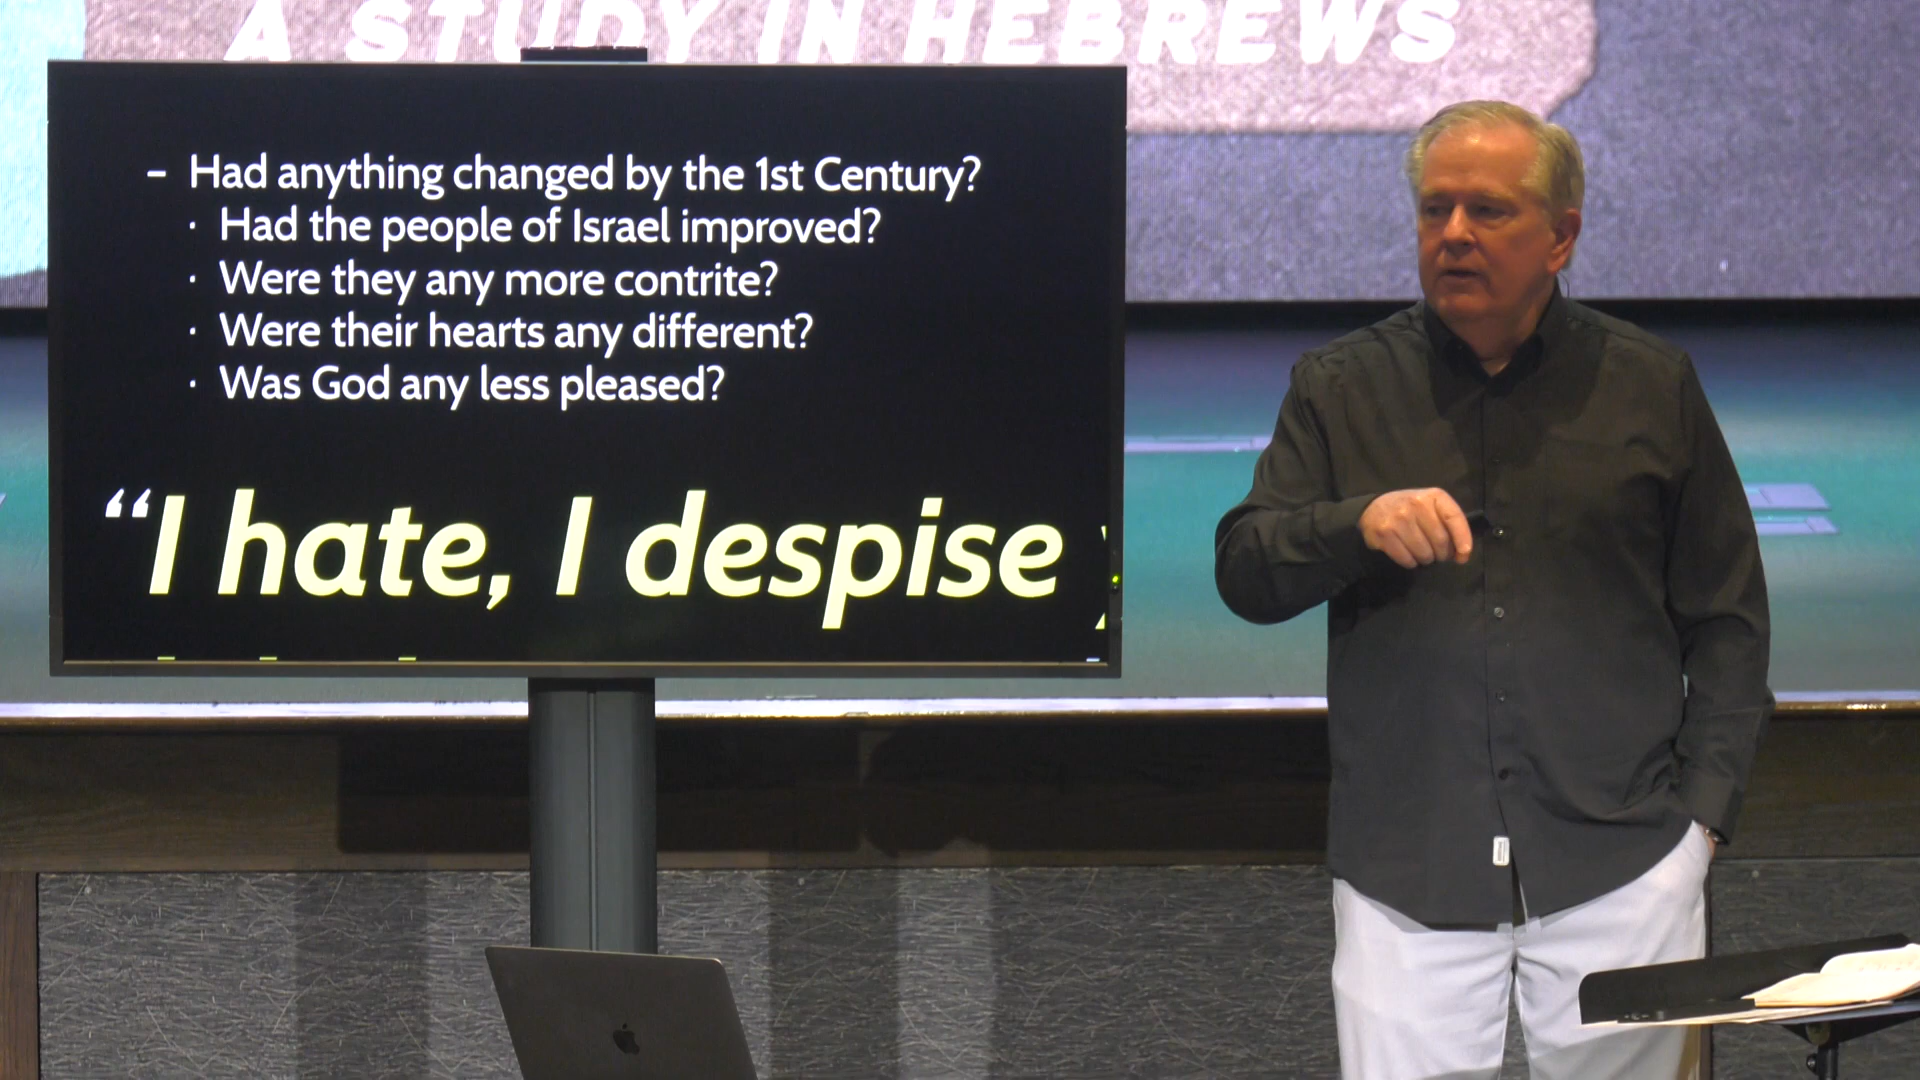 A STUDY IN HEBREWS
– Had anything changed by the 1st Century?
· Had the people of Israel improved?
· Were they any more contrite?
· Were their hearts any different?
· Was God any less pleased?
“I hate, I despise